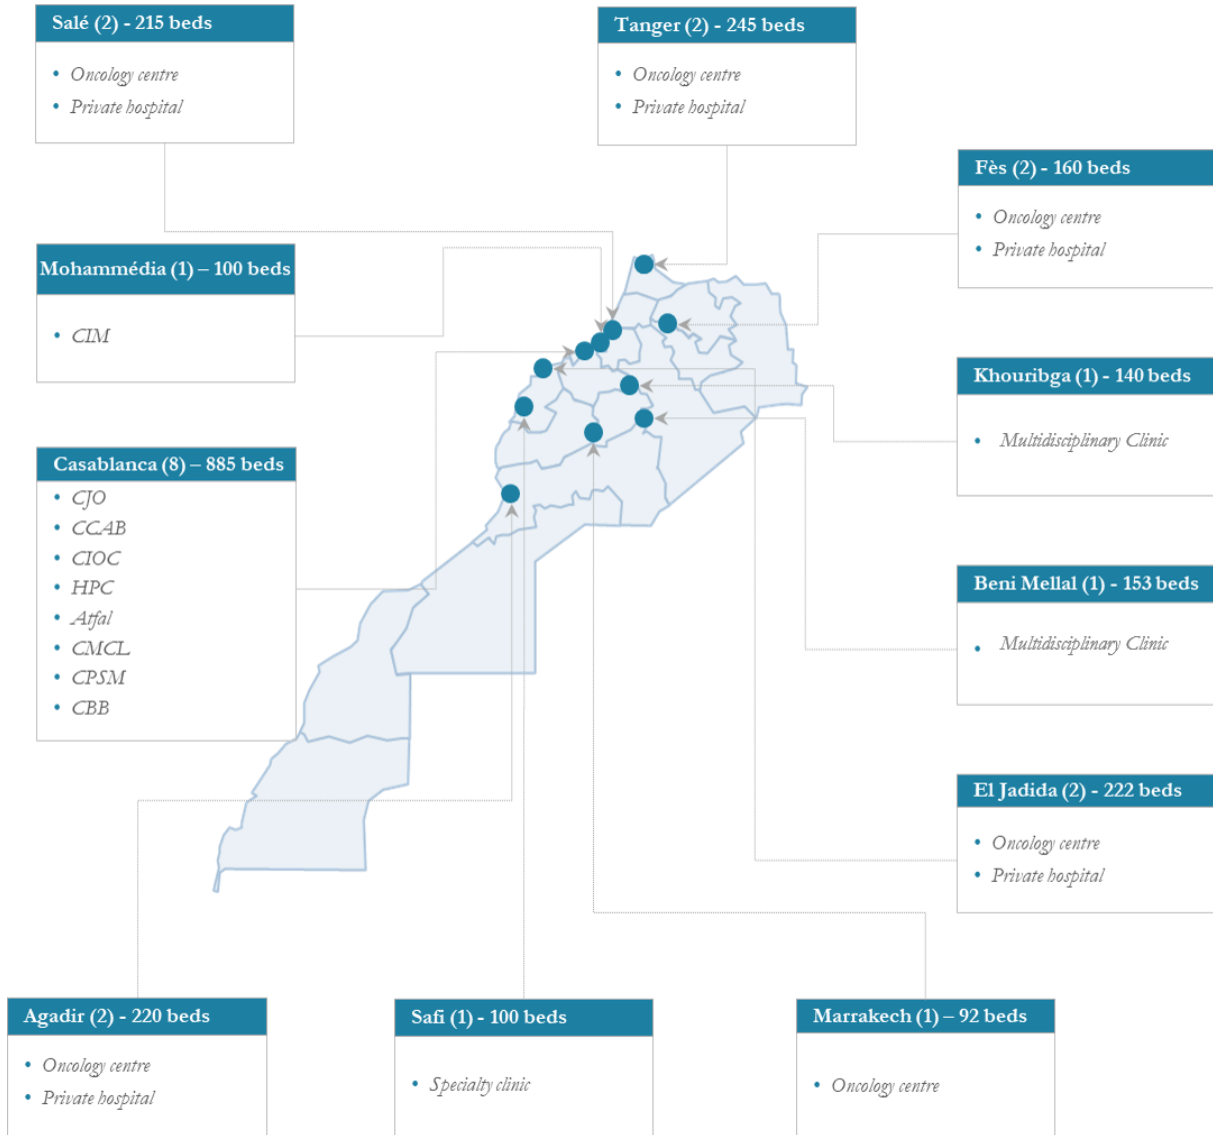 Salé (2) - 215 beds
• Oncology centre
• Private hospital
Tanger (2) - 245 beds
• Oncology centre
• Private hospital
Fès (2) - 160 beds
• Oncology centre
• Private hospital
Mohammédia (1) – 100 beds
• CIM
Khouribga (1) - 140 beds
• Multidisciplinary Clinic
Casablanca (8) – 885 beds
• CJO
• CCAB
• CIOC
• HPC
• Atfal
• CMCL
• CPSM
• CBB
Beni Mellal (1) - 153 beds
• Multidisciplinary Clinic
El Jadida (2) - 222 beds
• Oncology centre
• Private hospital
Agadir (2) - 220 beds
• Oncology centre
• Private hospital
Safi (1) - 100 beds
• Specialty clinic
Marrakech (1) – 92 beds
• Oncology centre